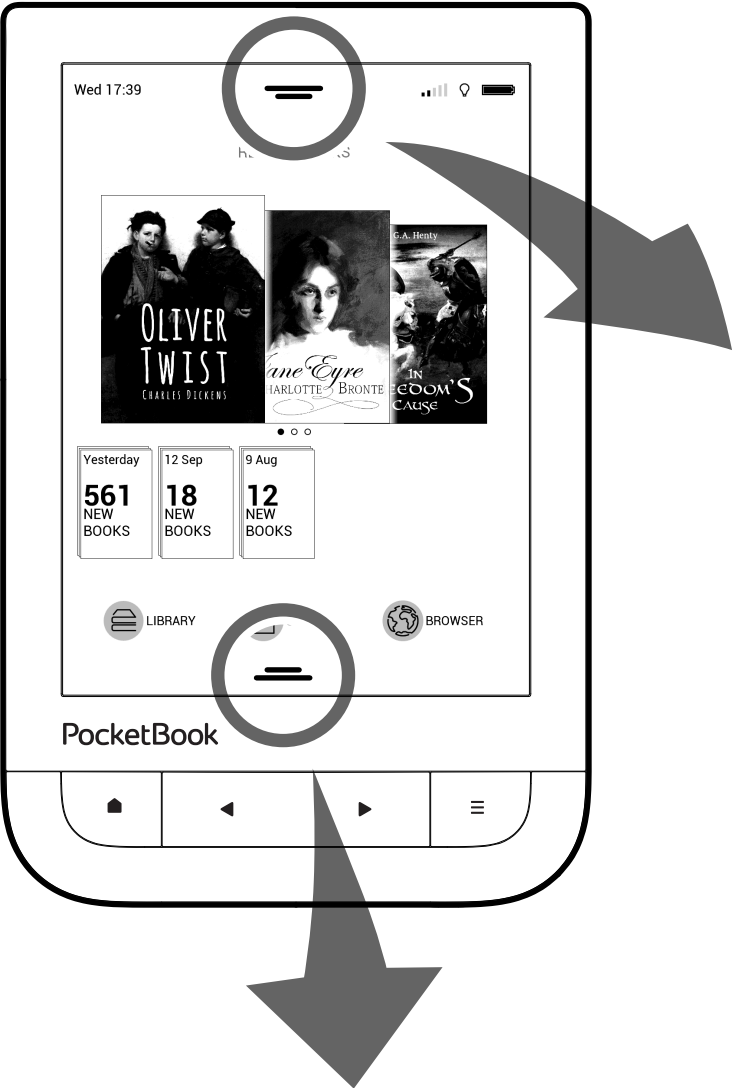 Wed 17:39
OLIVER
TWIST
CHARLES DICKENS
Eyre
BRONTE
G.A. Henty
IN
CAUSE
Yesterday
561
NEW
BOOKS
12 Sep
18
NEW
BOOKS
9 Aug
12
NEW
BOOKS
LIBRARY
BROWSER
PocketBook